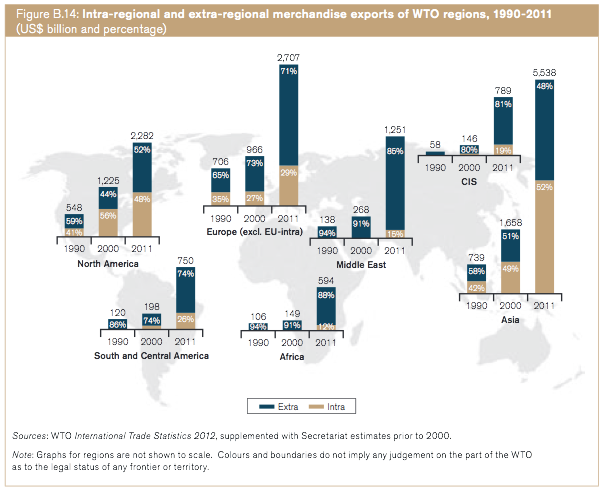 Figure B.14: Intra-regional and extra-regional merchandise exports of WTO regions, 1990-2011
(US$ billion and percentage)
548
59%
41%
1,225
44%
56%
2,282
52%
48%
1990 2000 2011
North America
706
65%
35%
966
73%
27%
2,707
71%
29%
1990 2000 2011
Europe (excl. EU-intra)
138
94%
268
91%
1,251
85%
15%
1990 2000 2011
Middle East
58
146
80%
789
81%
19%
1990 2000 2011
CIS
739
58%
42%
1,658
51%
49%
5,538
48%
52%
1990 2000 2011
Asia
120
86%
198
74%
750
74%
26%
1990 2000 2011
South and Central America
106
94%
149
91%
594
88%
12%
1990 2000 2011
Africa
Extra Intra
Sources: WTO International Trade Statistics 2012, supplemented with Secretariat estimates prior to 2000.
Note: Graphs for regions are not shown to scale. Colours and boundaries do not imply any judgement on the part of the WTO
as to the legal status of any frontier or territory.